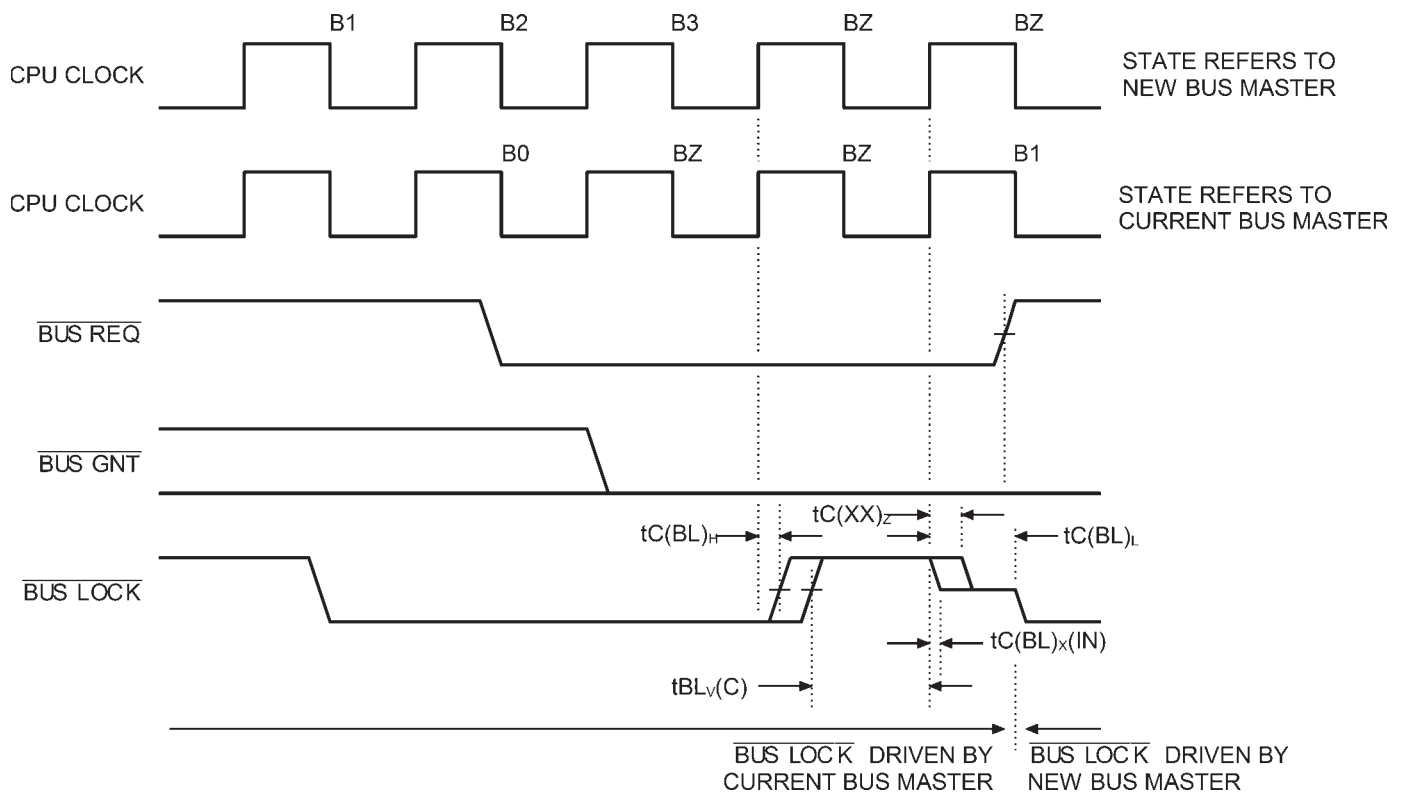 B1 B2 B3 BZ BZ
CPU CLOCK
STATE REFERS TO
NEW BUS MASTER
B0 BZ BZ B1
CPU CLOCK
STATE REFERS TO
CURRENT BUS MASTER
BUS REQ
BUS GNT
tC(XX)Z
tC(BL)H
tC(BL)L
BUS LOCK
tC(BL)X(IN)
tBLV(C)
BUS LOCK DRIVEN BY
CURRENT BUS MASTER
BUS LOCK DRIVEN BY
NEW BUS MASTER